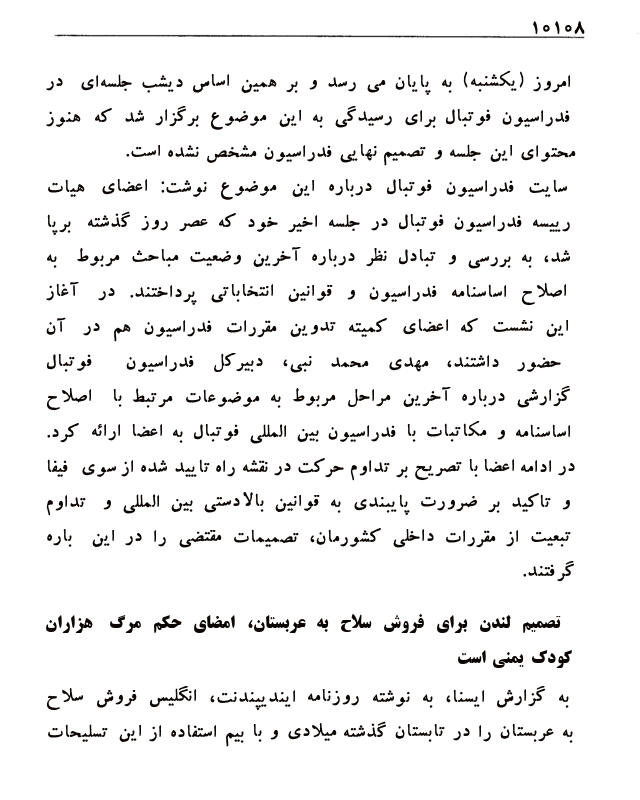 ۱۰۱۰۸
امروز (یکشنبه) به پایان می رسد و بر همین اساس دیشب جلسه‌ای در
فدراسیون فوتبال برای رسیدگی به این موضوع برگزار شد که هنوز
محتوای این جلسه و تصمیم نهایی فدراسیون مشخص نشده است.
سایت فدراسیون فوتبال درباره این موضوع نوشت: اعضای هیات
رییسه فدراسیون فوتبال در جلسه اخیر خود که عصر روز گذشته برپا
شد، به بررسی و تبادل نظر درباره آخرین وضعیت مباحث مربوط به
اصلاح اساسنامه فدراسیون و قوانین انتخاباتی پرداختند. در آغاز
این نشست که اعضای کمیته تدوین مقررات فدراسیون هم در آن
حضور داشتند، مهدی محمد نبی، دبیرکل فدراسیون فوتبال
گزارشی درباره آخرین مراحل مربوط به موضوعات مرتبط با اصلاح
اساسنامه و مکاتبات با فدراسیون بین المللی فوتبال به اعضا ارائه کرد.
در ادامه اعضا با تصریح بر تداوم حرکت در نقشه راه تایید شده از سوی فیفا
و تاکید بر ضرورت پایبندی به قوانین بالادستی بین المللی و تداوم
تبعیت از مقررات داخلی کشورمان، تصمیمات مقتضی را در این باره
گرفتند.
تصمیم لندن برای فروش سلاح به عربستان، امضای حکم مرگ هزاران
کودک یمنی است
به گزارش ایسنا، به نوشته روزنامه ایندیپندنت، انگلیس فروش سلاح
به عربستان را در تابستان گذشته میلادی و با بیم استفاده از این تسلیحات